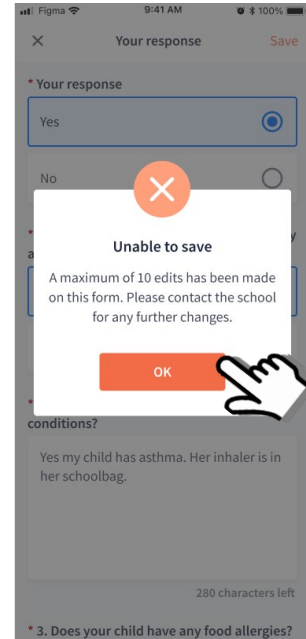 Figma 9:41 AM 100%
Your response Save
* Your response
Yes
No
*
y
a
Unable to save
A maximum of 10 edits has been made
on this form. Please contact the school
for any further changes.
OK
*
conditions?
Yes my child has asthma. Her inhaler is in
her schoolbag.
280 characters left
* 3. Does your child have any food allergies?